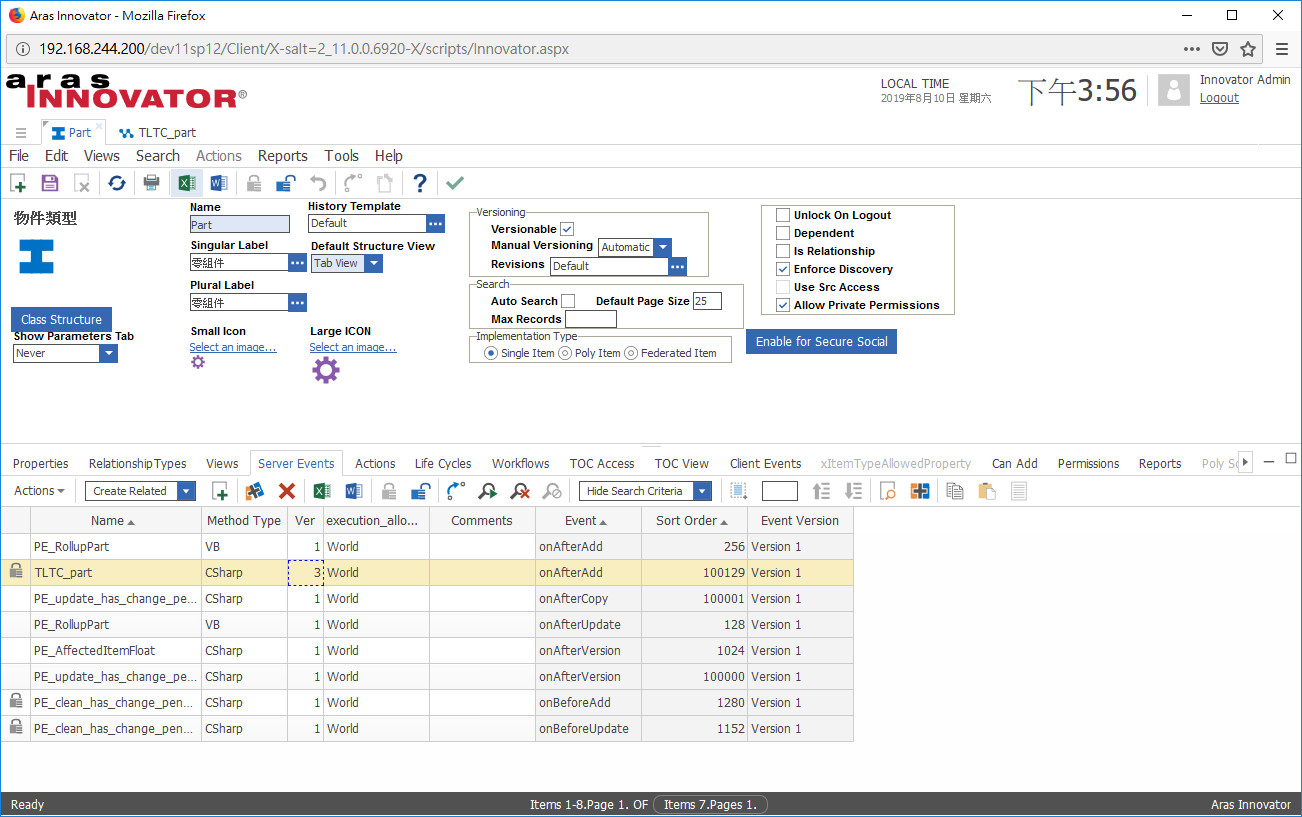 Aras Innovator - Mozilla Firefox
192.168.244.200/dev11sp12/Client/X-salt=2_11.0.0.6920-X/scripts/Innovator.aspx
aras
INNOVATOR®
LOCAL TIME
2019年8月10日 星期六
下午3:56
Innovator Admin
Logout
Part
TLTC_part
File Edit Views Search Actions Reports Tools Help
物件類型
Class Structure
Show Parameters Tab
Never
Name
Part
Singular Label
零組件
Plural Label
零組件
Small Icon
Select an image...
History Template
Default
Default Structure View
Tab View
Large ICON
Select an image...
Versioning
Versionable
Manual Versioning Automatic
Revisions Default
Search
Auto Search Default Page Size 25
Max Records
Implementation Type
Single Item Poly Item Federated Item
Unlock On Logout
Dependent
Is Relationship
Enforce Discovery
Use Src Access
Allow Private Permissions
Enable for Secure Social
Properties RelationshipTypes Views Server Events Actions Life Cycles Workflows TOC Access TOC View Client Events xItemTypeAllowedProperty Can Add Permissions Reports Poly So
Actions Create Related Hide Search Criteria
Name Method Type Ver execution_allo... Comments Event Sort Order Event Version
PE_RollupPart VB 1 World onAfterAdd 256 Version 1
TLTC_part CSharp 3 World onAfterAdd 100129 Version 1
PE_update_has_change_pe... CSharp 1 World onAfterCopy 100001 Version 1
PE_RollupPart VB 1 World onAfterUpdate 128 Version 1
PE_AffectedItemFloat CSharp 1 World onAfterVersion 1024 Version 1
PE_update_has_change_pe... CSharp 1 World onAfterVersion 100000 Version 1
PE_clean_has_change_pen... CSharp 1 World onBeforeAdd 1280 Version 1
PE_clean_has_change_pen... CSharp 1 World onBeforeUpdate 1152 Version 1
Ready Items 1-8.Page 1. OF Items 7.Pages 1. Aras Innovator